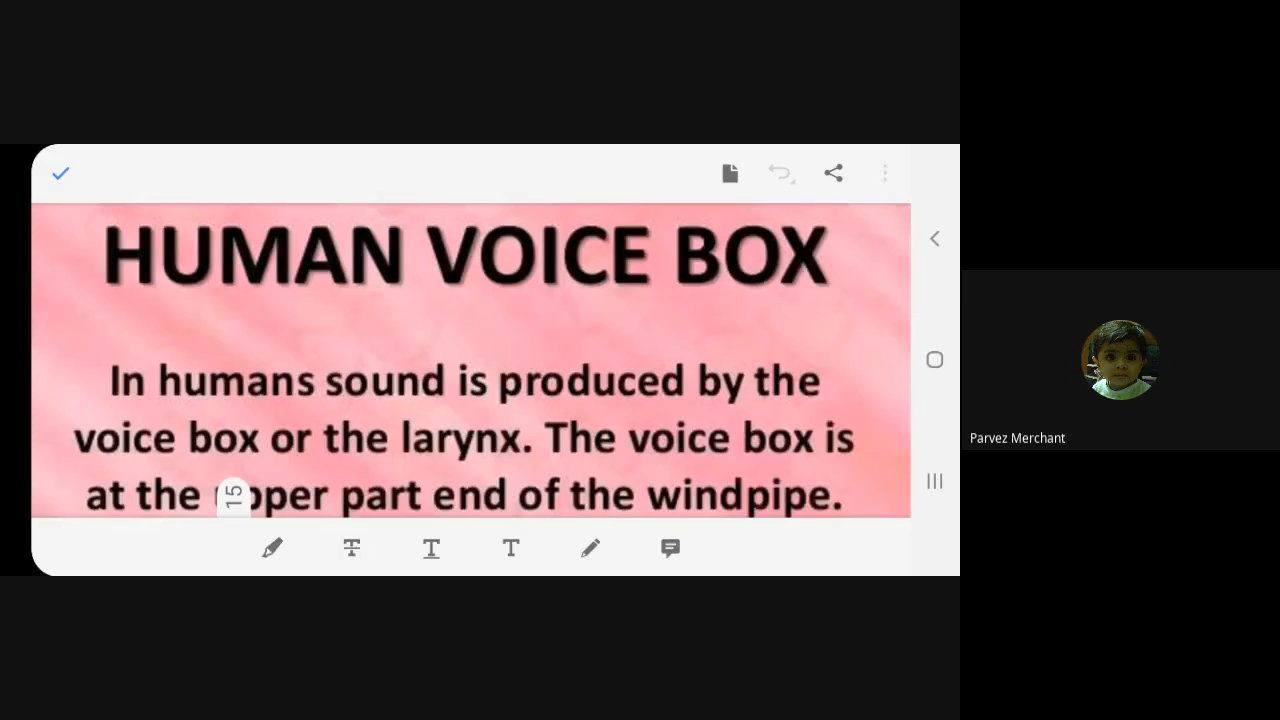 HUMAN VOICE BOX
In humans sound is produced by the
voice box or the larynx. The voice box is
at the upper part end of the windpipe.
15
Parvez Merchant